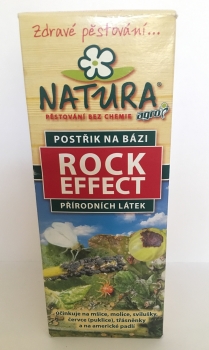 Zdravé pěstování...
NATURA®
PĚSTOVÁNÍ BEZ CHEMIE
agro
POSTŘIK NA BÁZI
ROCK
EFFECT
PŘÍRODNÍCH LÁTEK
účinkuje na mšice, molice, svilušky,
červce (puklice), třásněnky
a na americké padlí